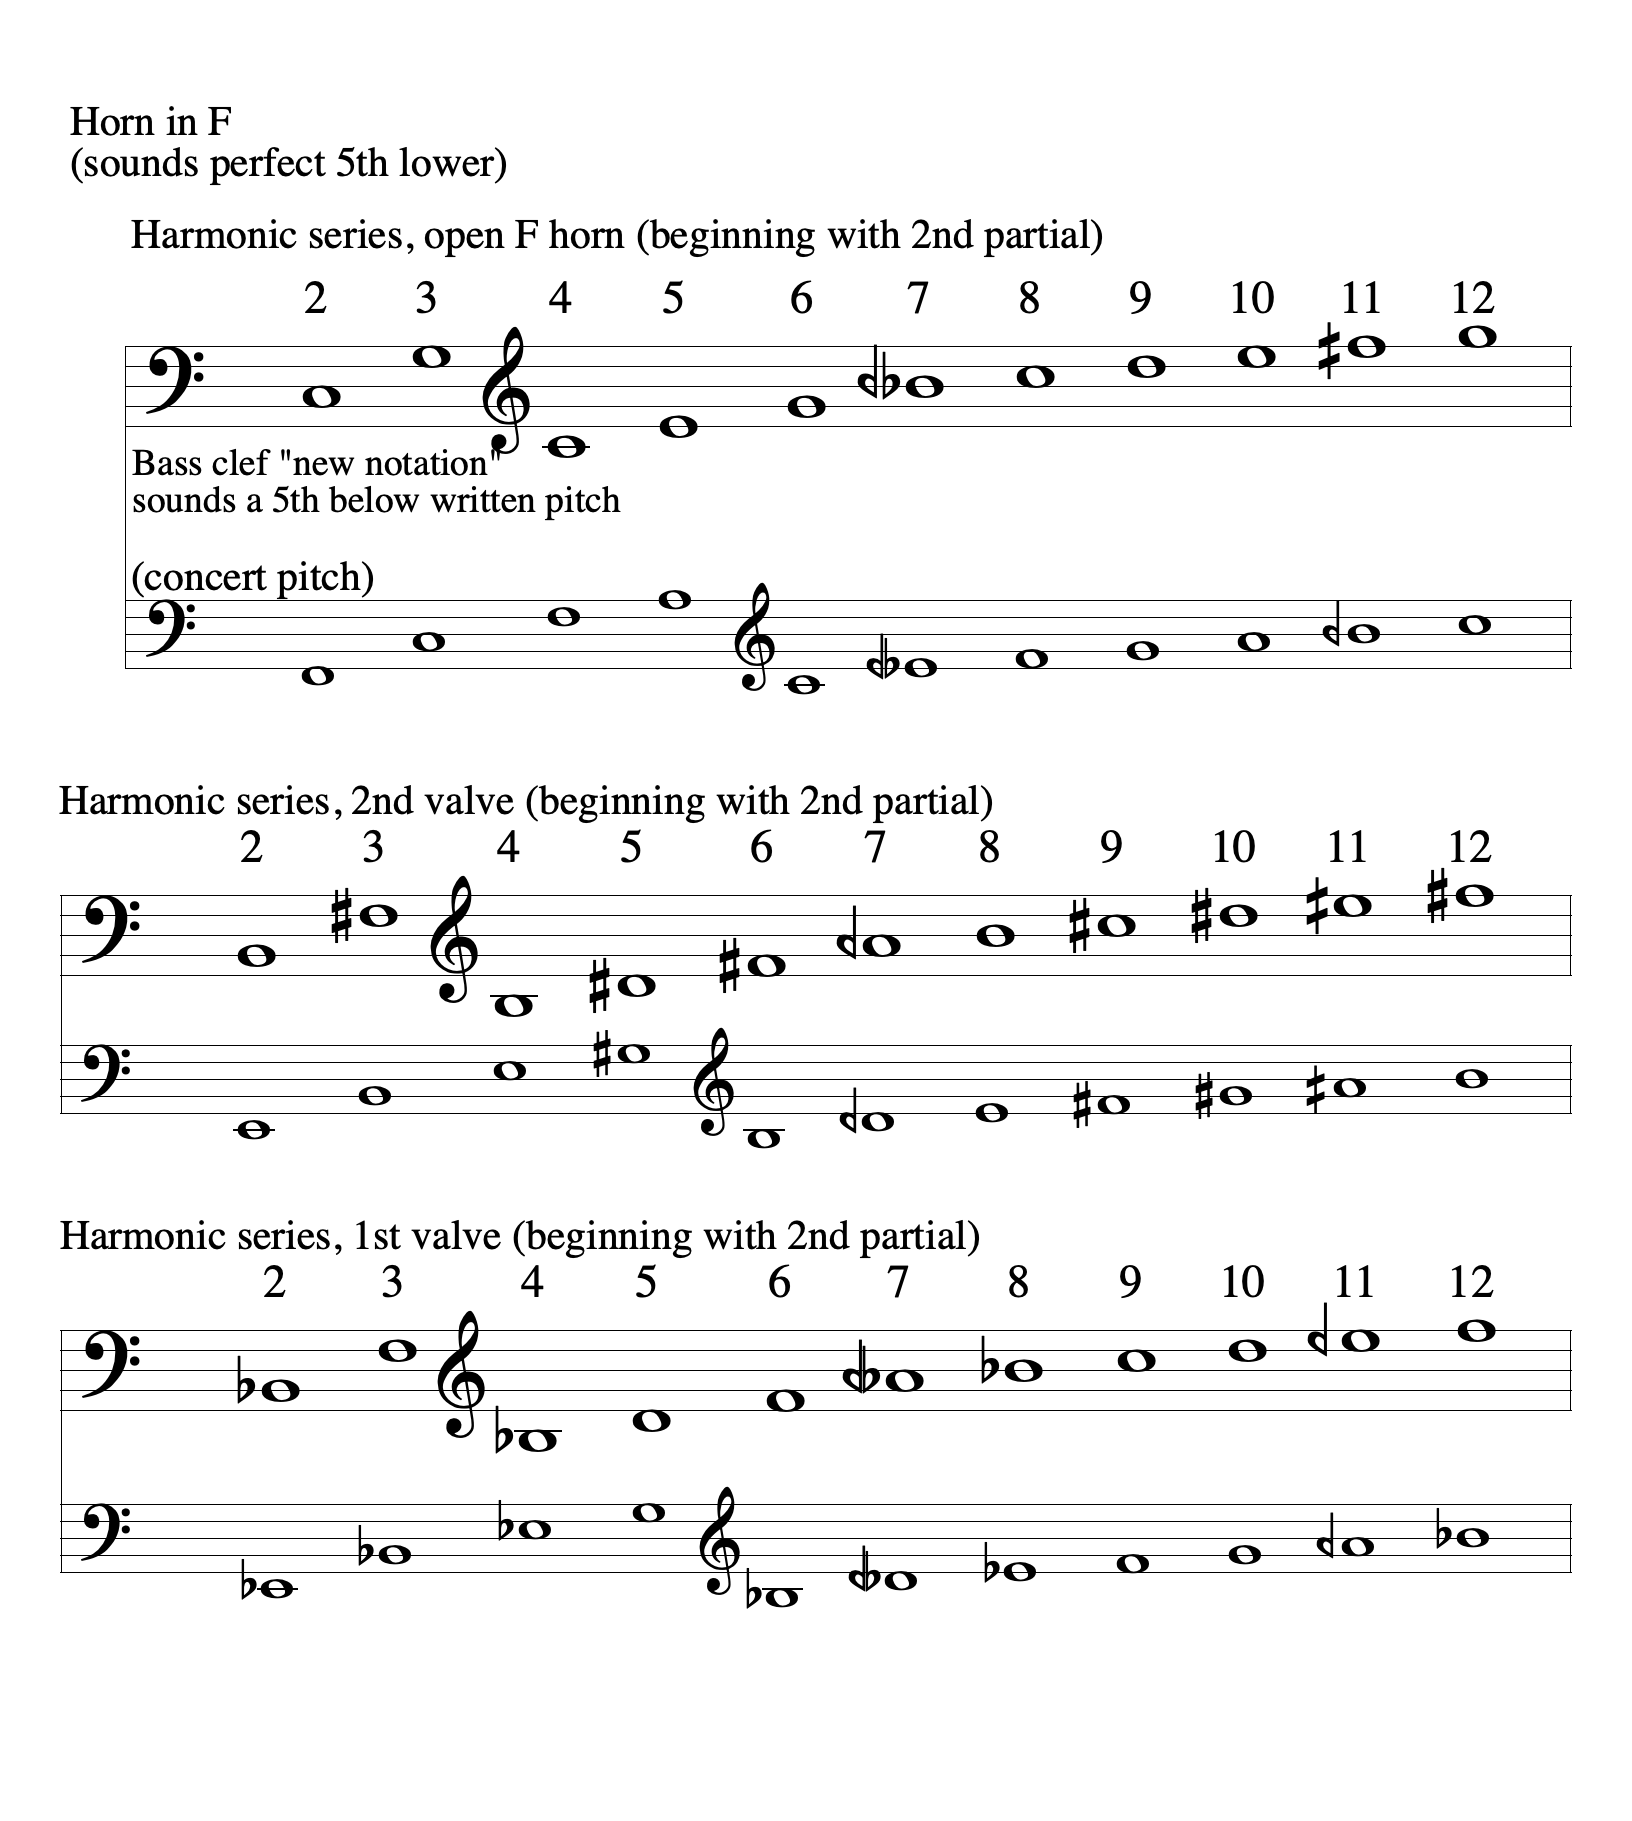 Horn in F
(sounds perfect 5th lower)
Harmonic series, open F horn (beginning with 2nd partial)
2 3 4 5 6 7 8 9 10 11 12
Bass clef "new notation"
sounds a 5th below written pitch
(concert pitch)
Harmonic series, 2nd valve (beginning with 2nd partial)
2 3 4 5 6 7 8 9 10 11 12
Harmonic series, 1st valve (beginning with 2nd partial)
2 3 4 5 6 7 8 9 10 11 12